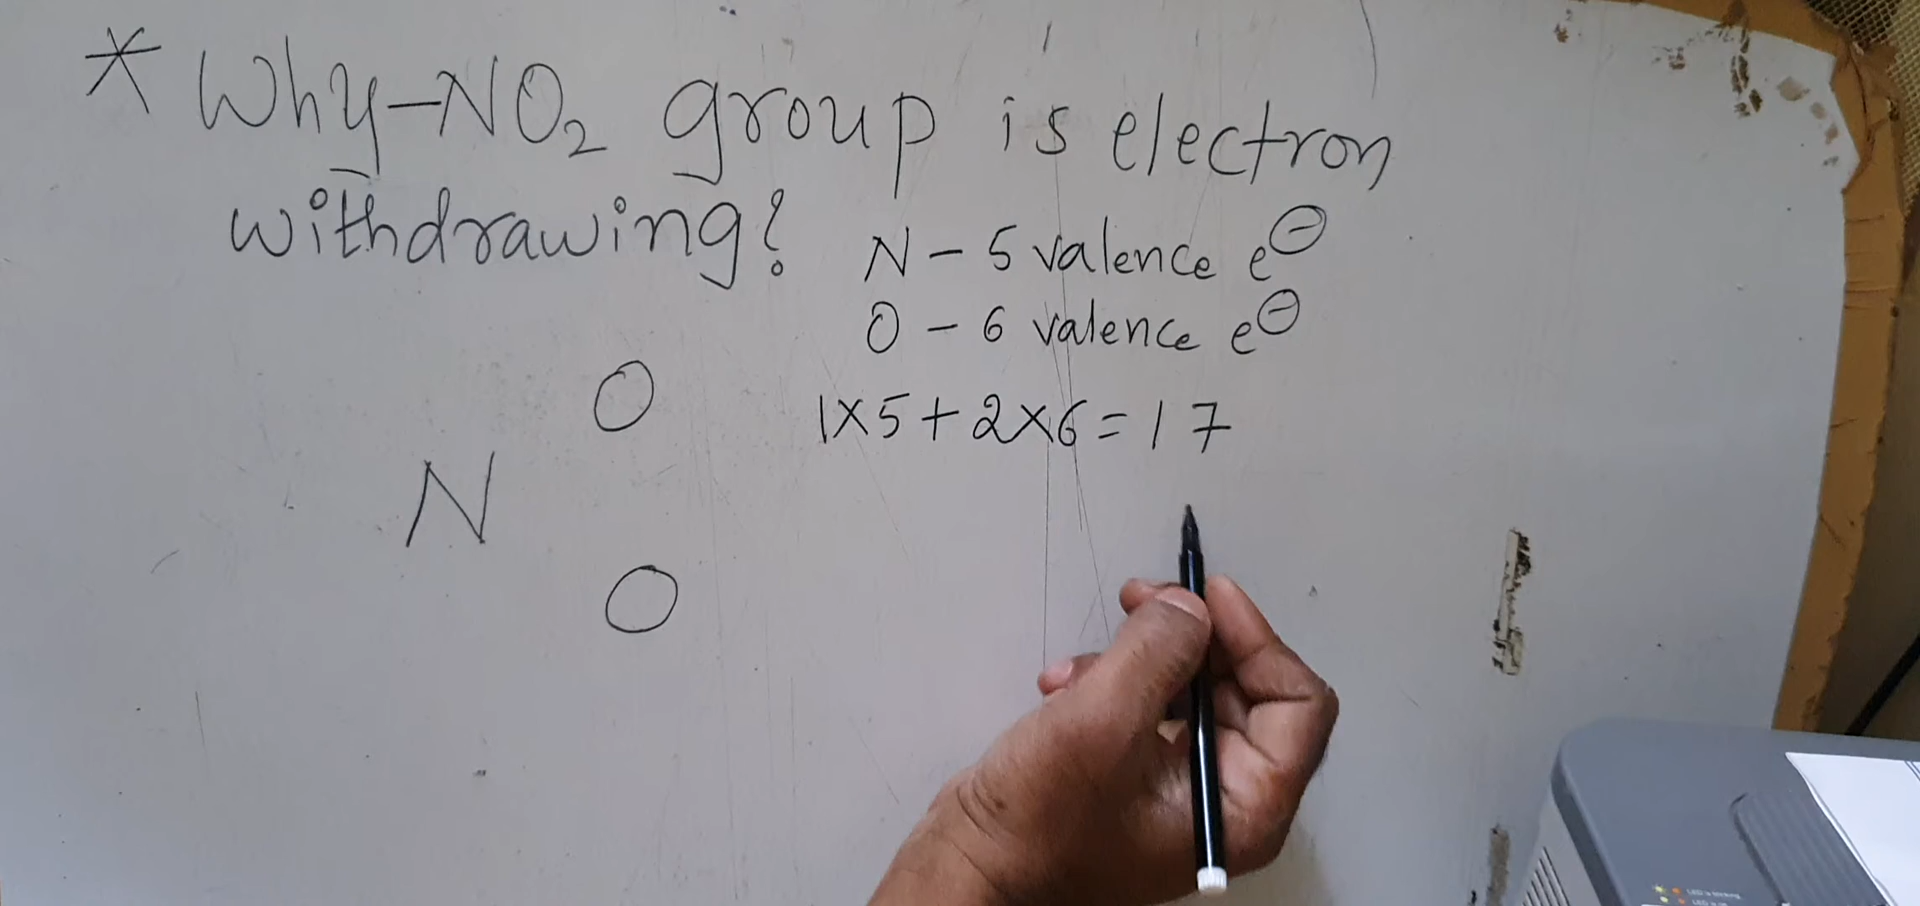 * Why -NO₂ group is electron
withdrawing?
N - 5 valence e⊖
O - 6 valence e⊖
1×5+2×6=17
O
N
O